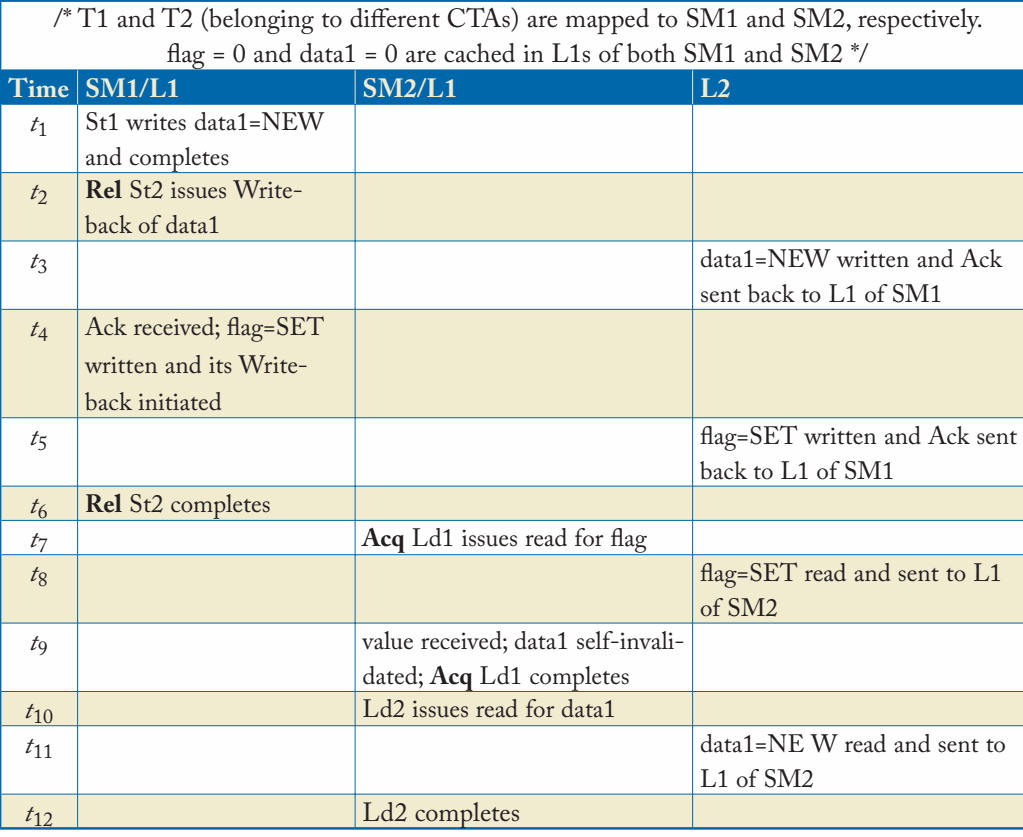 /* T1 and T2 (belonging to different CTAs) are mapped to SM1 and SM2, respectively.
flag = 0 and data1 = 0 are cached in L1s of both SM1 and SM2 */
Time SM1/L1 SM2/L1 L2
t1 St1 writes data1=NEW
and completes
t2 Rel St2 issues Write-
back of data1
t3 data1=NEW written and Ack
sent back to L1 of SM1
t4 Ack received; flag=SET
written and its Write-
back initiated
t5 flag=SET written and Ack sent
back to L1 of SM1
t6 Rel St2 completes
t7 Acq Ld1 issues read for flag
t8 flag=SET read and sent to L1
of SM2
t9 value received; data1 self-invali-
dated; Acq Ld1 completes
t10 Ld2 issues read for data1
t11 data1=NE W read and sent to
L1 of SM2
t12 Ld2 completes